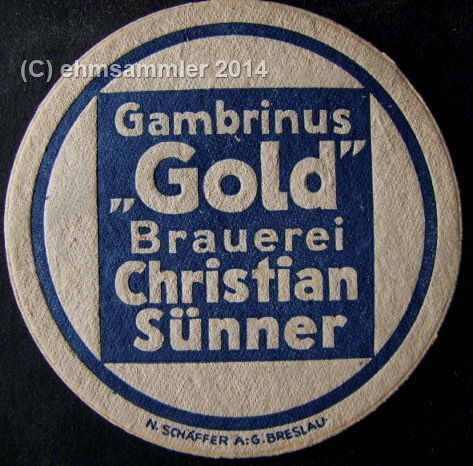 (C) ehmsammler 2014
Gambrinus
„Gold”
Brauerei
Christian
Sünner
N. SCHÄFFER A.-G. BRESLAU